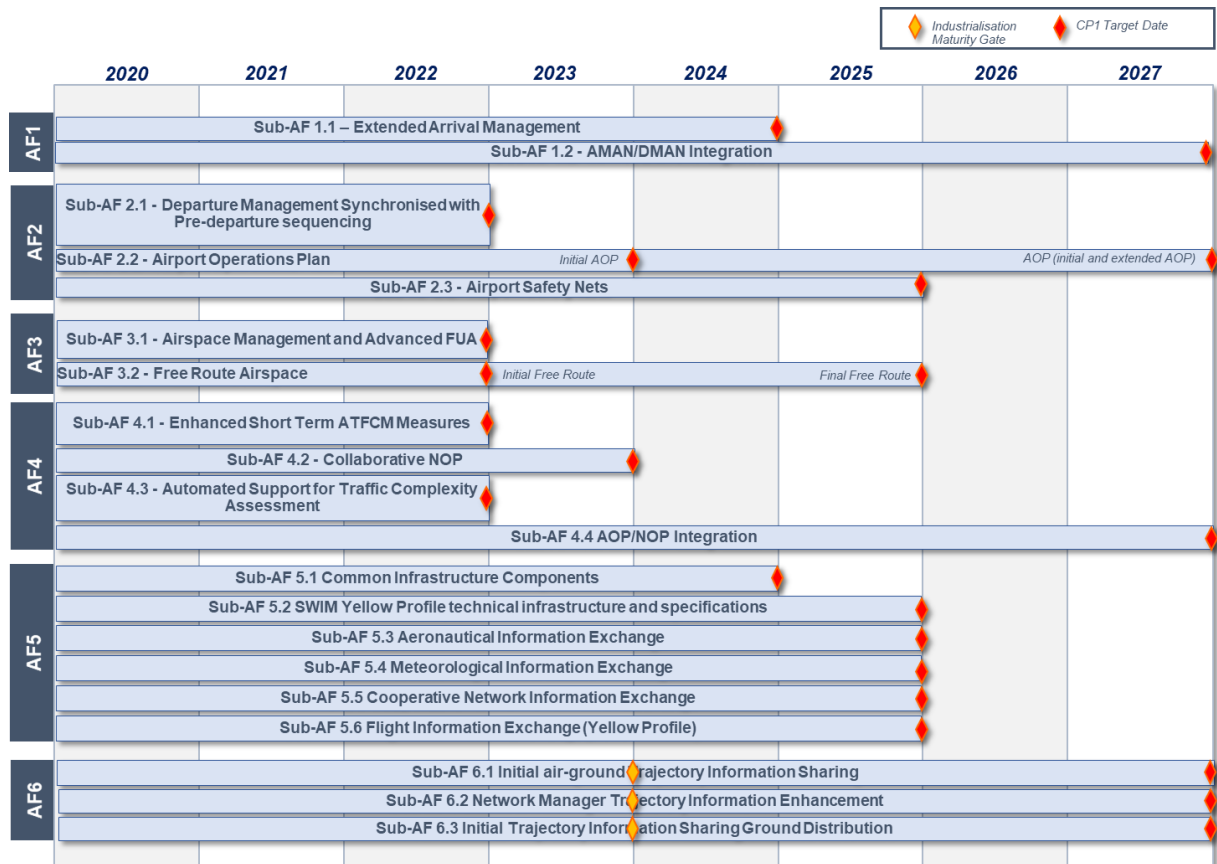 Industrialisation
Maturity Gate
CP1 Target Date
2020 2021 2022 2023 2024 2025 2026 2027
AF1
Sub-AF 1.1 – Extended Arrival Management
Sub-AF 1.2 - AMAN/DMAN Integration
AF2
Sub-AF 2.1 - Departure Management Synchronised with
Pre-departure sequencing
Sub-AF 2.2 - Airport Operations Plan Initial AOP AOP (initial and extended AOP)
Sub-AF 2.3 - Airport Safety Nets
AF3
Sub-AF 3.1 - Airspace Management and Advanced FUA
Sub-AF 3.2 - Free Route Airspace Initial Free Route Final Free Route
AF4
Sub-AF 4.1 - Enhanced Short Term ATFCM Measures
Sub-AF 4.2 - Collaborative NOP
Sub-AF 4.3 - Automated Support for Traffic Complexity
Assessment
Sub-AF 4.4 AOP/NOP Integration
AF5
Sub-AF 5.1 Common Infrastructure Components
Sub-AF 5.2 SWIM Yellow Profile technical infrastructure and specifications
Sub-AF 5.3 Aeronautical Information Exchange
Sub-AF 5.4 Meteorological Information Exchange
Sub-AF 5.5 Cooperative Network Information Exchange
Sub-AF 5.6 Flight Information Exchange (Yellow Profile)
AF6
Sub-AF 6.1 Initial air-ground Trajectory Information Sharing
Sub-AF 6.2 Network Manager Trajectory Information Enhancement
Sub-AF 6.3 Initial Trajectory Information Sharing Ground Distribution